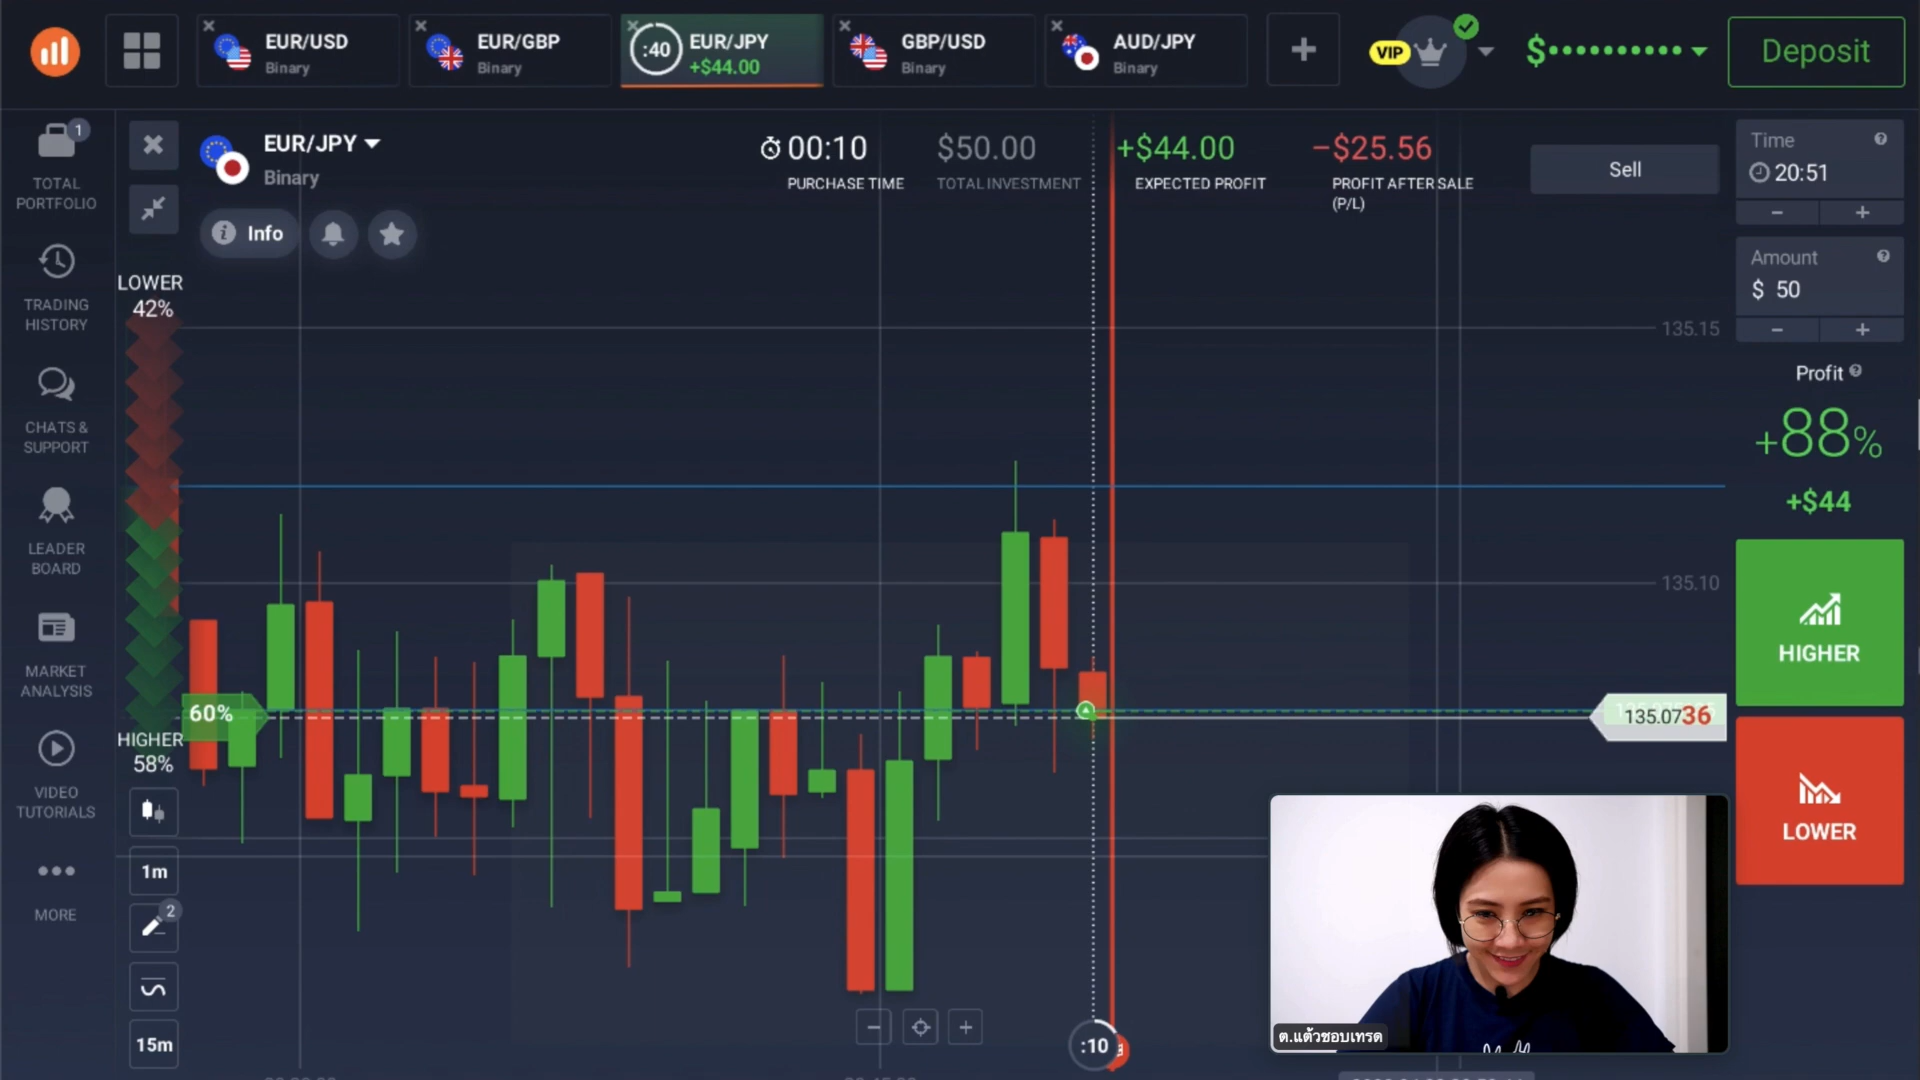 EUR/USD
Binary
EUR/GBP
Binary
:40
EUR/JPY
+$44.00
GBP/USD
Binary
AUD/JPY
Binary
VIP
$
Deposit
1
TOTAL
PORTFOLIO
TRADING
HISTORY
CHATS &
SUPPORT
LEADER
BOARD
MARKET
ANALYSIS
VIDEO
TUTORIALS
MORE
EUR/JPY
Binary
Info
00:10
PURCHASE TIME
$50.00
TOTAL INVESTMENT
+$44.00
EXPECTED PROFIT
−$25.56
PROFIT AFTER SALE
(P/L)
Sell
LOWER
42%
60%
HIGHER
58%
1m
2
15m
135.15
135.10
135.0736
:10
Time
20:51
Amount
$ 50
Profit
+88%
+$44
HIGHER
LOWER
ต.แต้วชอบเทรด